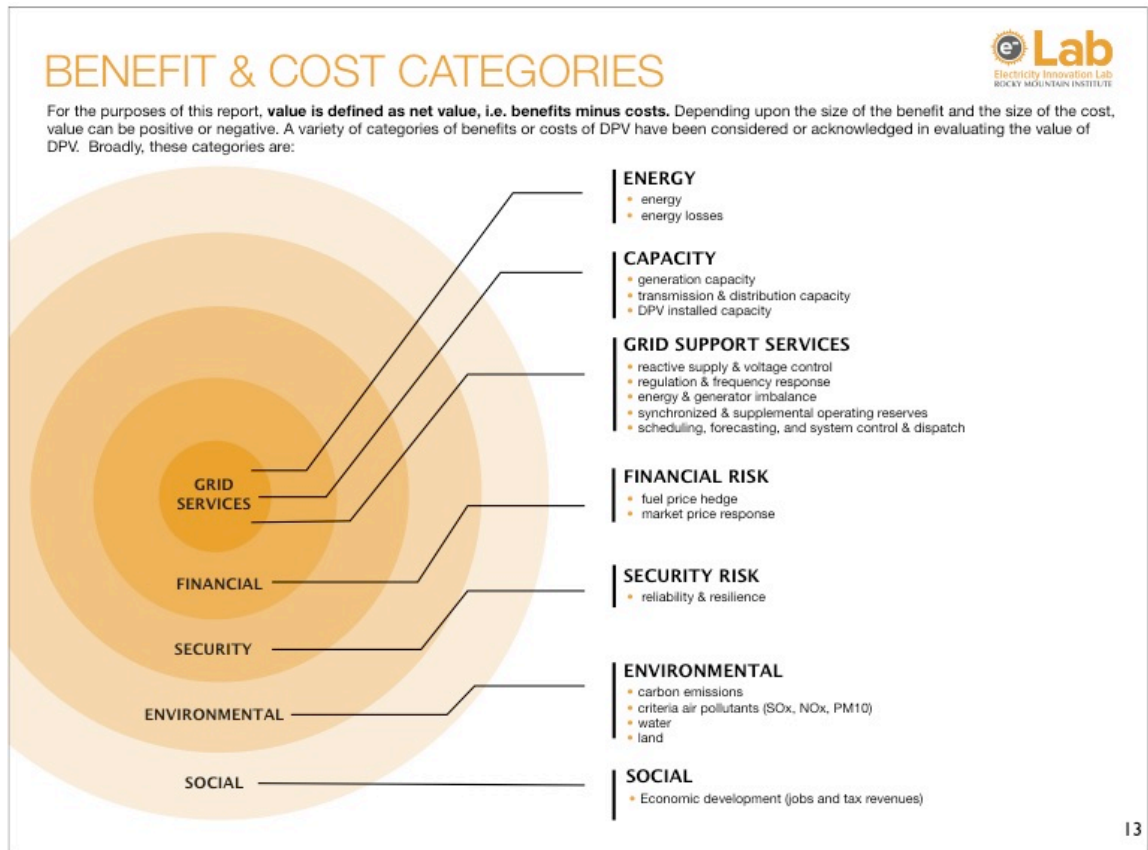 BENEFIT & COST CATEGORIES
e- Lab
Electricity Innovation Lab
ROCKY MOUNTAIN INSTITUTE
For the purposes of this report, value is defined as net value, i.e. benefits minus costs. Depending upon the size of the benefit and the size of the cost,
value can be positive or negative. A variety of categories of benefits or costs of DPV have been considered or acknowledged in evaluating the value of
DPV. Broadly, these categories are:
GRID
SERVICES
FINANCIAL
SECURITY
ENVIRONMENTAL
SOCIAL
ENERGY
• energy
• energy losses
CAPACITY
• generation capacity
• transmission & distribution capacity
• DPV installed capacity
GRID SUPPORT SERVICES
• reactive supply & voltage control
• regulation & frequency response
• energy & generator imbalance
• synchronized & supplemental operating reserves
• scheduling, forecasting, and system control & dispatch
FINANCIAL RISK
• fuel price hedge
• market price response
SECURITY RISK
• reliability & resilience
ENVIRONMENTAL
• carbon emissions
• criteria air pollutants (SOx, NOx, PM10)
• water
• land
SOCIAL
• Economic development (jobs and tax revenues)
13